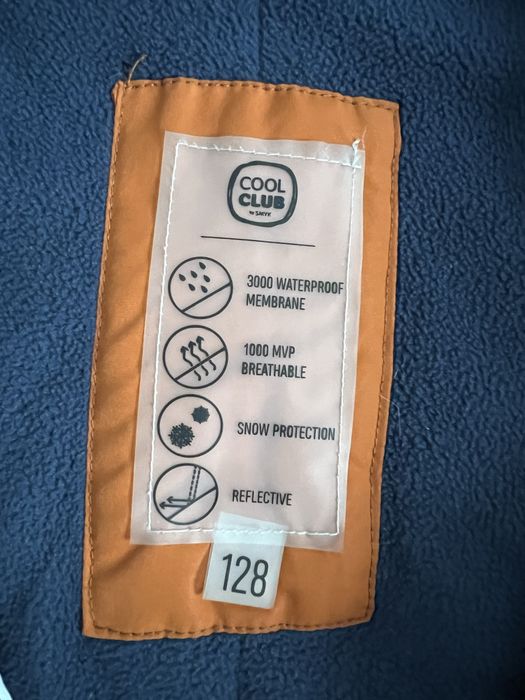 COOL
CLUB
by SMYK
3000 WATERPROOF
MEMBRANE
1000 MVP
BREATHABLE
SNOW PROTECTION
REFLECTIVE
128